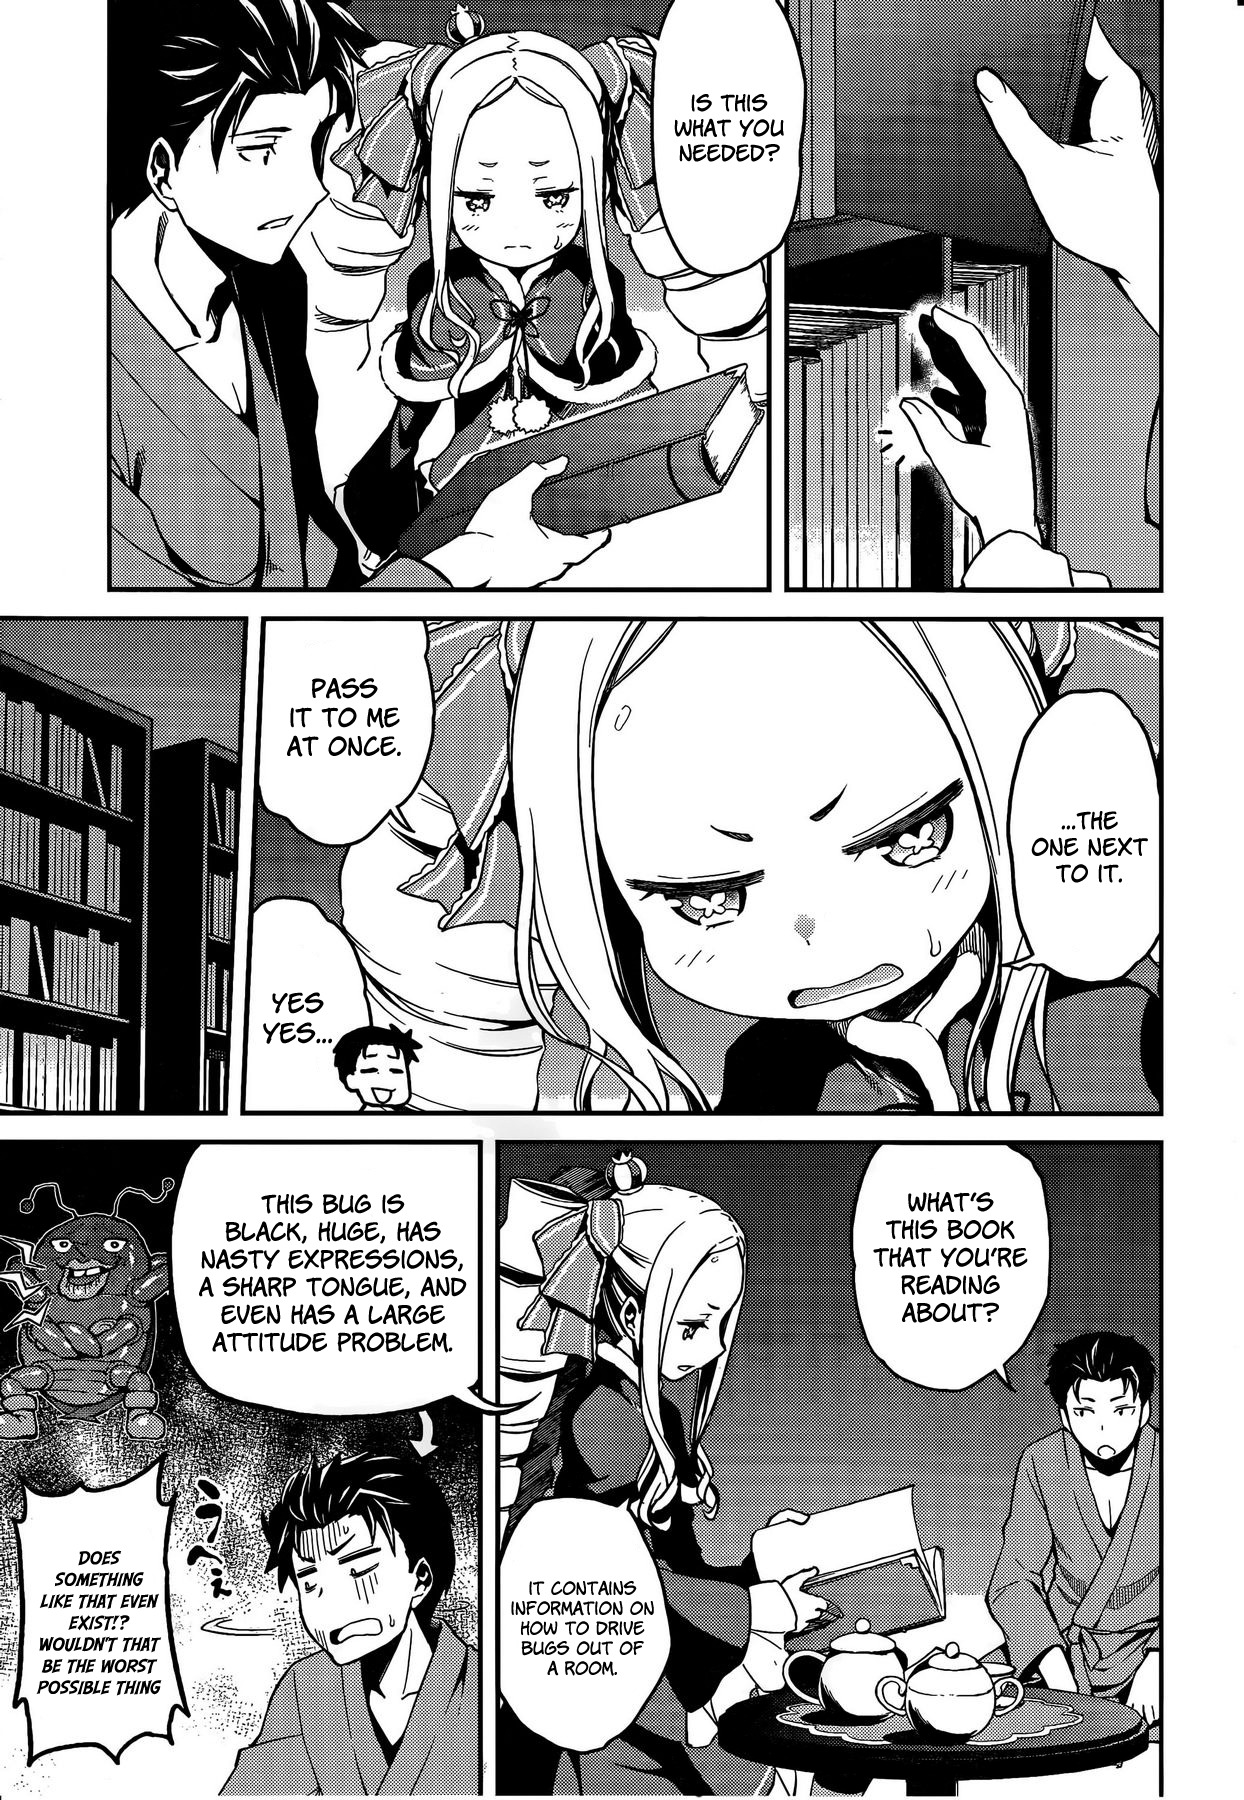 IS THIS
WHAT YOU
NEEDED?
...THE
ONE NEXT
TO IT.
PASS
IT TO ME
AT ONCE.
YES
YES...
WHAT'S
THIS BOOK
THAT YOU'RE
READING
ABOUT?
IT CONTAINS
INFORMATION ON
HOW TO DRIVE
BUGS OUT OF
A ROOM.
THIS BUG IS
BLACK, HUGE, HAS
NASTY EXPRESSIONS,
A SHARP TONGUE, AND
EVEN HAS A LARGE
ATTITUDE PROBLEM.
うへえ
DOES
SOMETHING
LIKE THAT EVEN
EXIST!?
WOULDN'T THAT
BE THE WORST
POSSIBLE THING